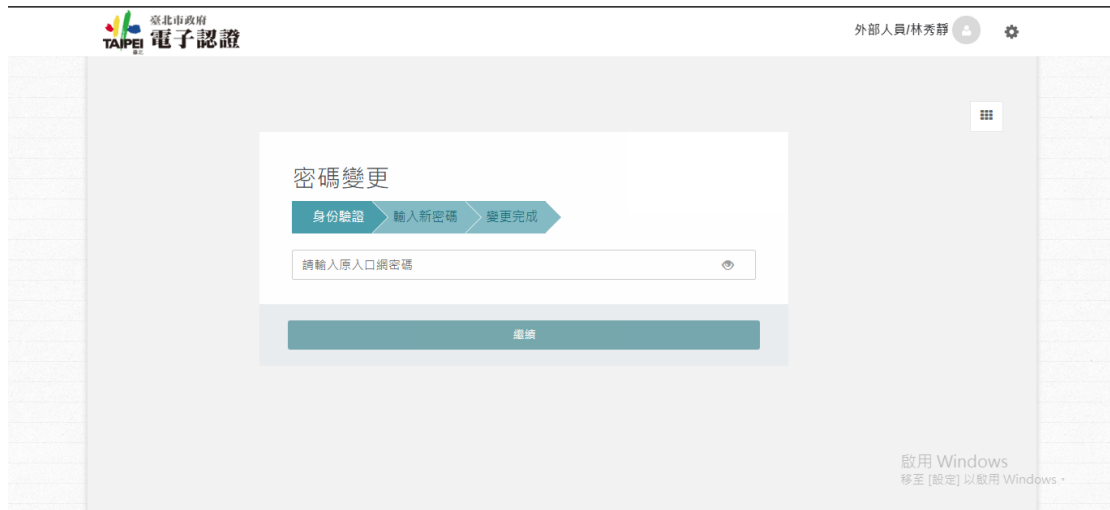 臺北市政府
TAIPEI 電子認證
臺北
外部人員/林秀靜
密碼變更
身份驗證 輸入新密碼 變更完成
請輸入原入口網密碼
繼續
啟用 Windows
移至 [設定] 以啟用 Windows。